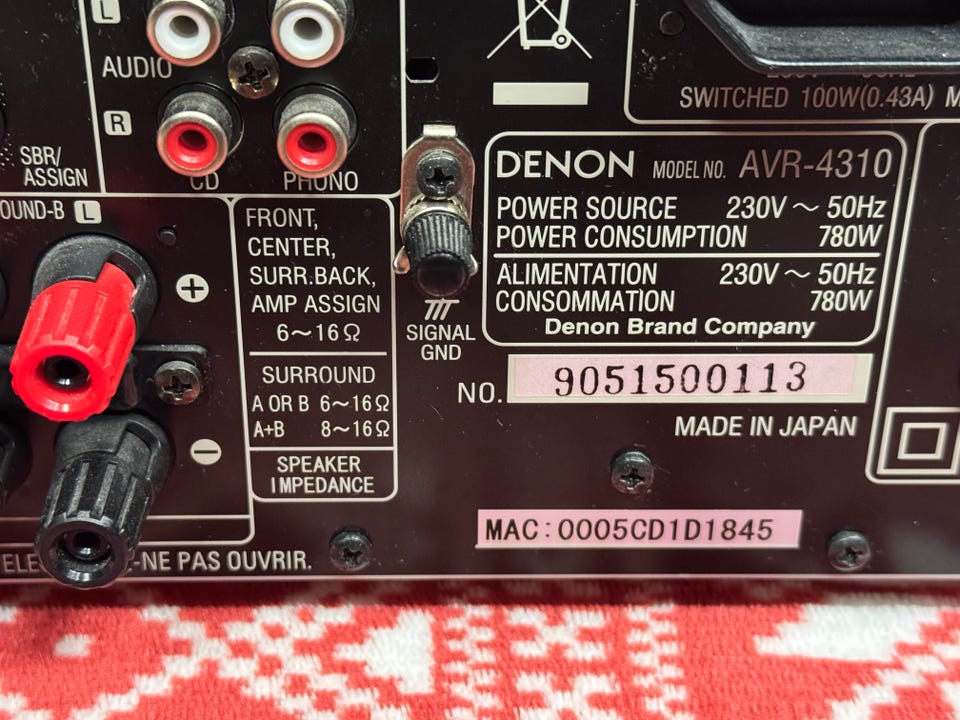 L
AUDIO
R
CD PHONO
SBR/
ASSIGN
OUND-B L
FRONT,
CENTER,
SURR.BACK,
AMP ASSIGN
6～16Ω
SURROUND
A OR B 6～16Ω
A+B 8～16Ω
SPEAKER
IMPEDANCE
+
−
-NE PAS OUVRIR.
SIGNAL
GND
SWITCHED 100W(0.43A) M
DENON MODEL NO. AVR-4310
POWER SOURCE 230V ~ 50Hz
POWER CONSUMPTION 780W
ALIMENTATION 230V ~ 50Hz
CONSOMMATION 780W
Denon Brand Company
NO. 9051500113
MADE IN JAPAN
MAC:0005CD1D1845